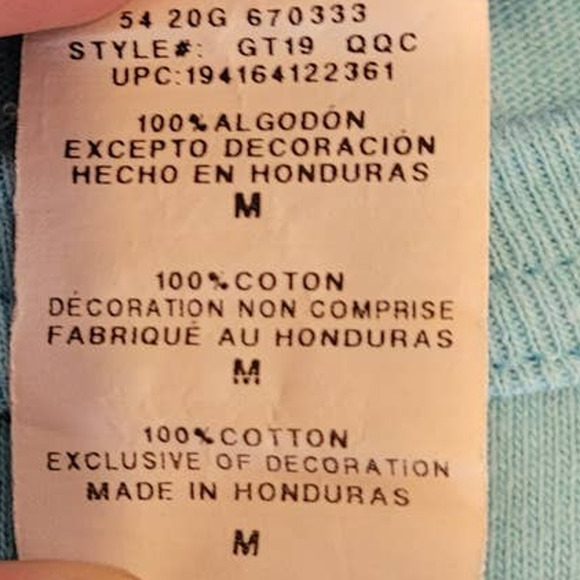 54 20G 670333
STYLE#: GT19 QQC
UPC:194164122361
100%ALGODÓN
EXCEPTO DECORACIÓN
HECHO EN HONDURAS
M
100%COTON
DÉCORATION NON COMPRISE
FABRIQUÉ AU HONDURAS
M
100%COTTON
EXCLUSIVE OF DECORATION
MADE IN HONDURAS
M